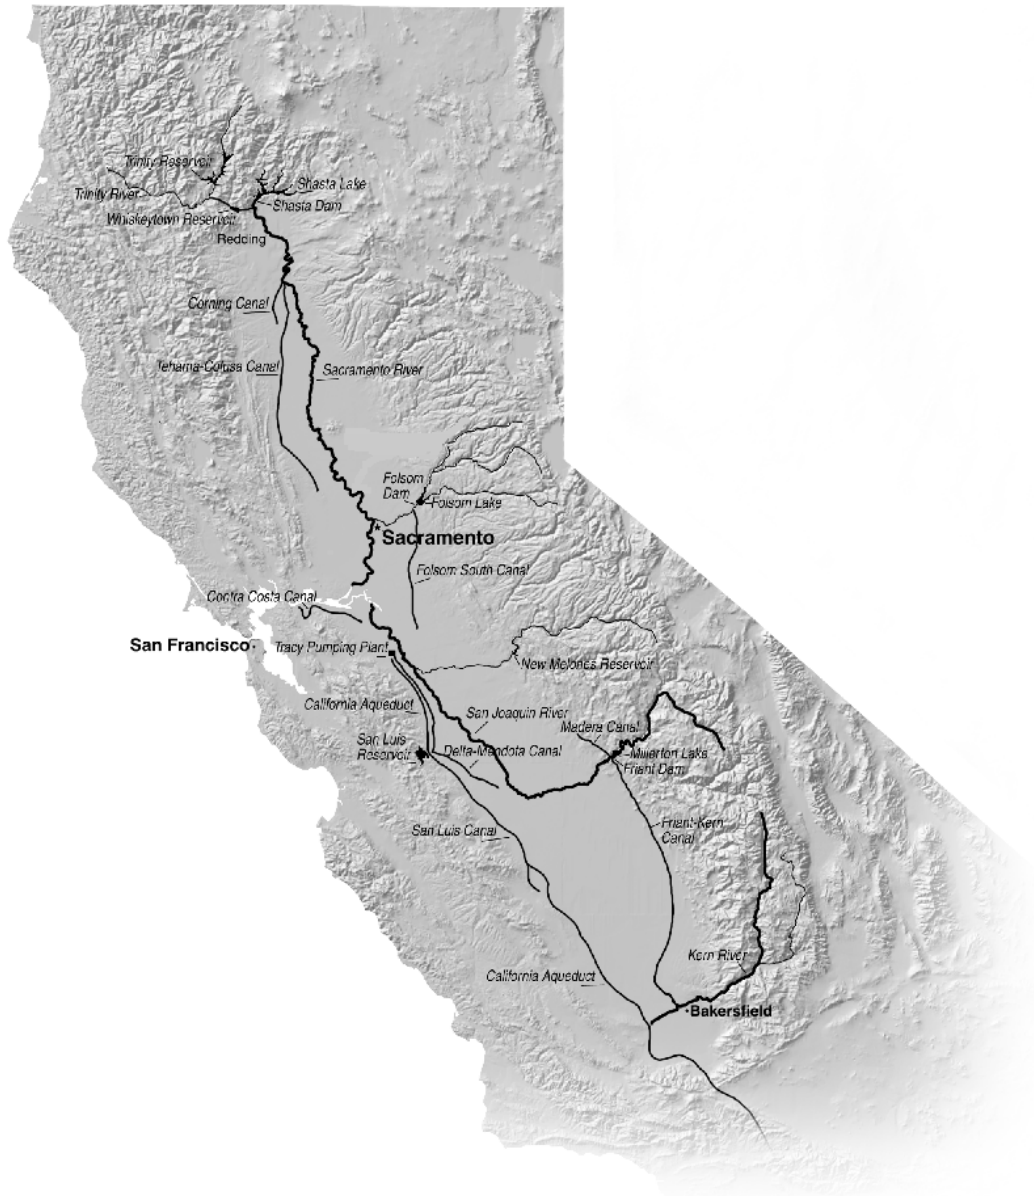 Trinity Reservoir
Shasta Lake
Trinity River
Shasta Dam
Whiskeytown Reservoir
Redding
Corning Canal
Tehama-Colusa Canal
Sacramento River
Folsom
Dam
Folsom Lake
Sacramento
Folsom South Canal
Contra Costa Canal
San Francisco
Tracy Pumping Plant
New Melones Reservoir
California Aqueduct
San Joaquin River
Madera Canal
San Luis
Reservoir
Delta-Mendota Canal
Millerton Lake
Friant Dam
San Luis Canal
Friant-Kern
Canal
Kern River
California Aqueduct
Bakersfield